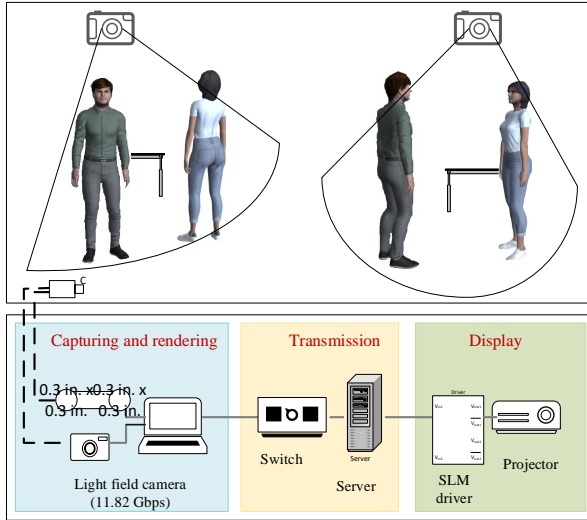 C
Capturing and rendering
Transmission
Display
0.3 in. x0.3 in. x
0.3 in. 0.3 in.
Light field camera
(11.82 Gbps)
Switch
Server
Server
Driver
SLM
driver
Projector